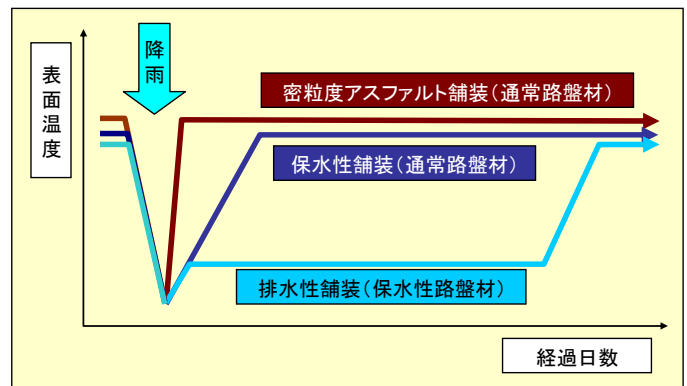 降雨
表面温度
密粒度アスファルト舗装(通常路盤材)
保水性舗装(通常路盤材)
排水性舗装(保水性路盤材)
経過日数